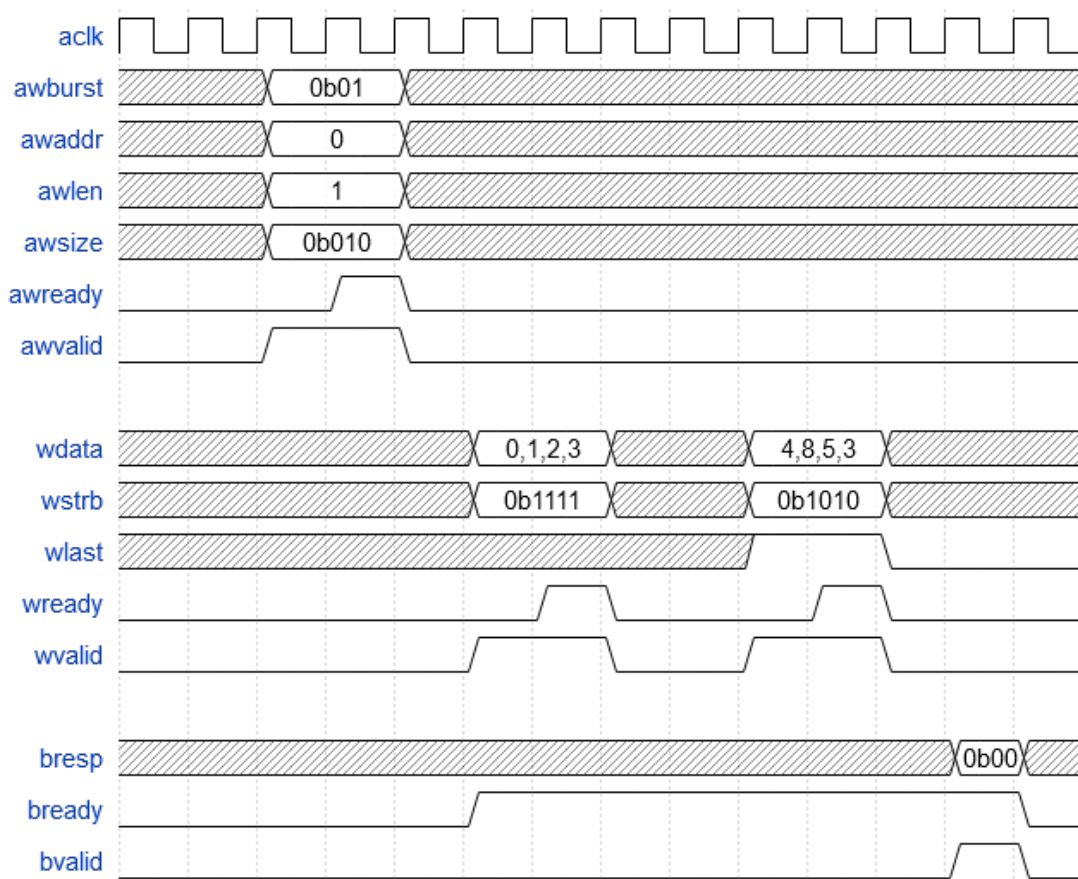 aclk
awburst 0b01
awaddr 0
awlen 1
awsize 0b010
awready
awvalid
wdata 0,1,2,3 4,8,5,3
wstrb 0b1111 0b1010
wlast
wready
wvalid
bresp 0b00
bready
bvalid